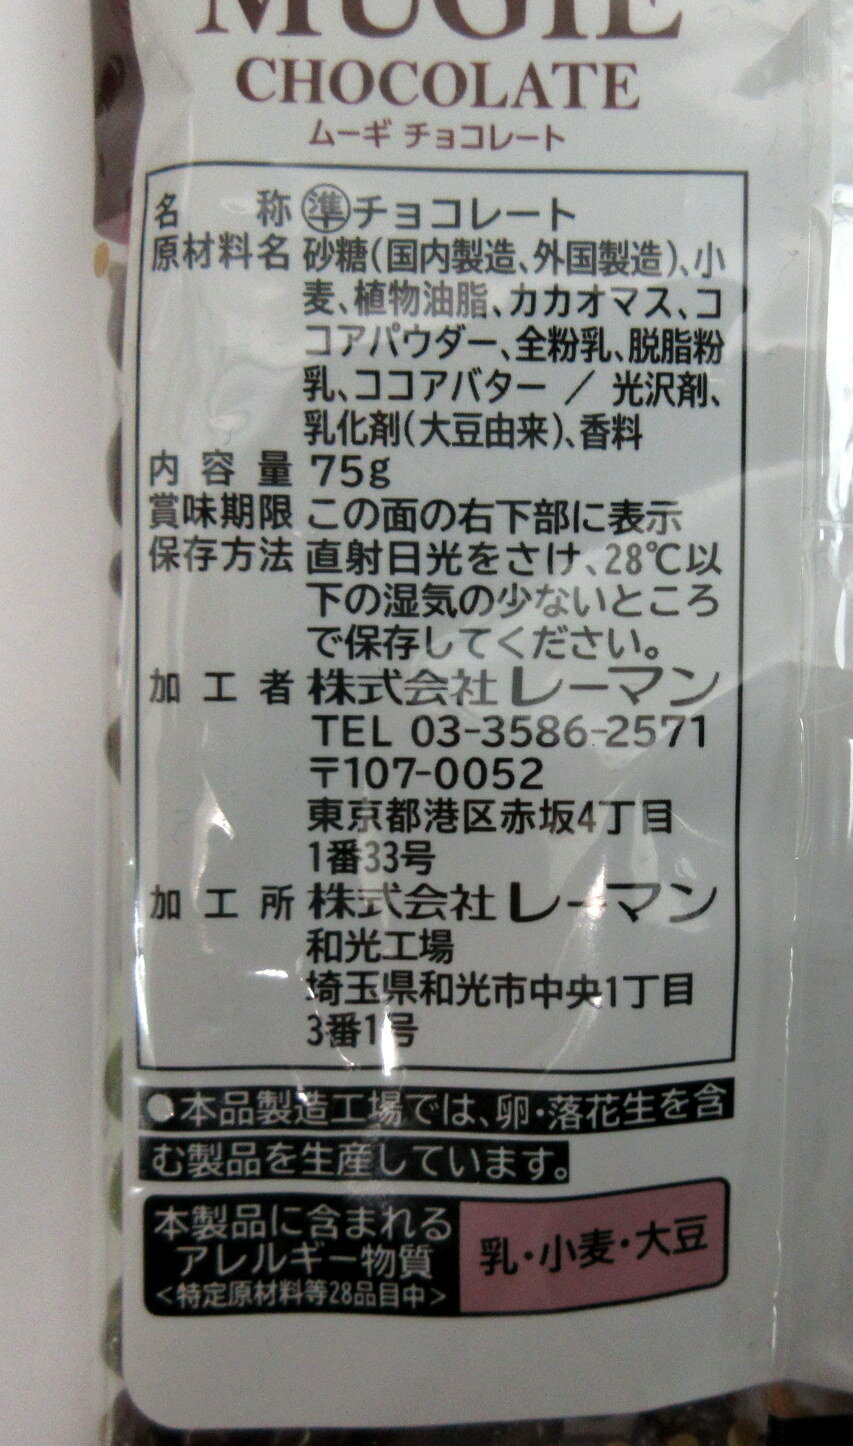 MUGIE
CHOCOLATE
ムーギ チョコレート
名称 ㊜チョコレート
原材料名 砂糖(国内製造、外国製造)、小
麦、植物油脂、カカオマス、コ
コアパウダー、全粉乳、脱脂粉
乳、ココアバター / 光沢剤、
乳化剤(大豆由来)、香料
内容量 75g
賞味期限 この面の右下部に表示
保存方法 直射日光をさけ、28℃以
下の湿気の少ないところ
で保存してください。
加工者 株式会社レーマン
TEL 03-3586-2571
〒107-0052
東京都港区赤坂4丁目
1番33号
加工所 株式会社レーマン
和光工場
埼玉県和光市中央1丁目
3番1号
●本品製造工場では、卵・落花生を含
む製品を生産しています。
本製品に含まれる
アレルギー物質
<特定原材料等28品目中>
乳・小麦・大豆